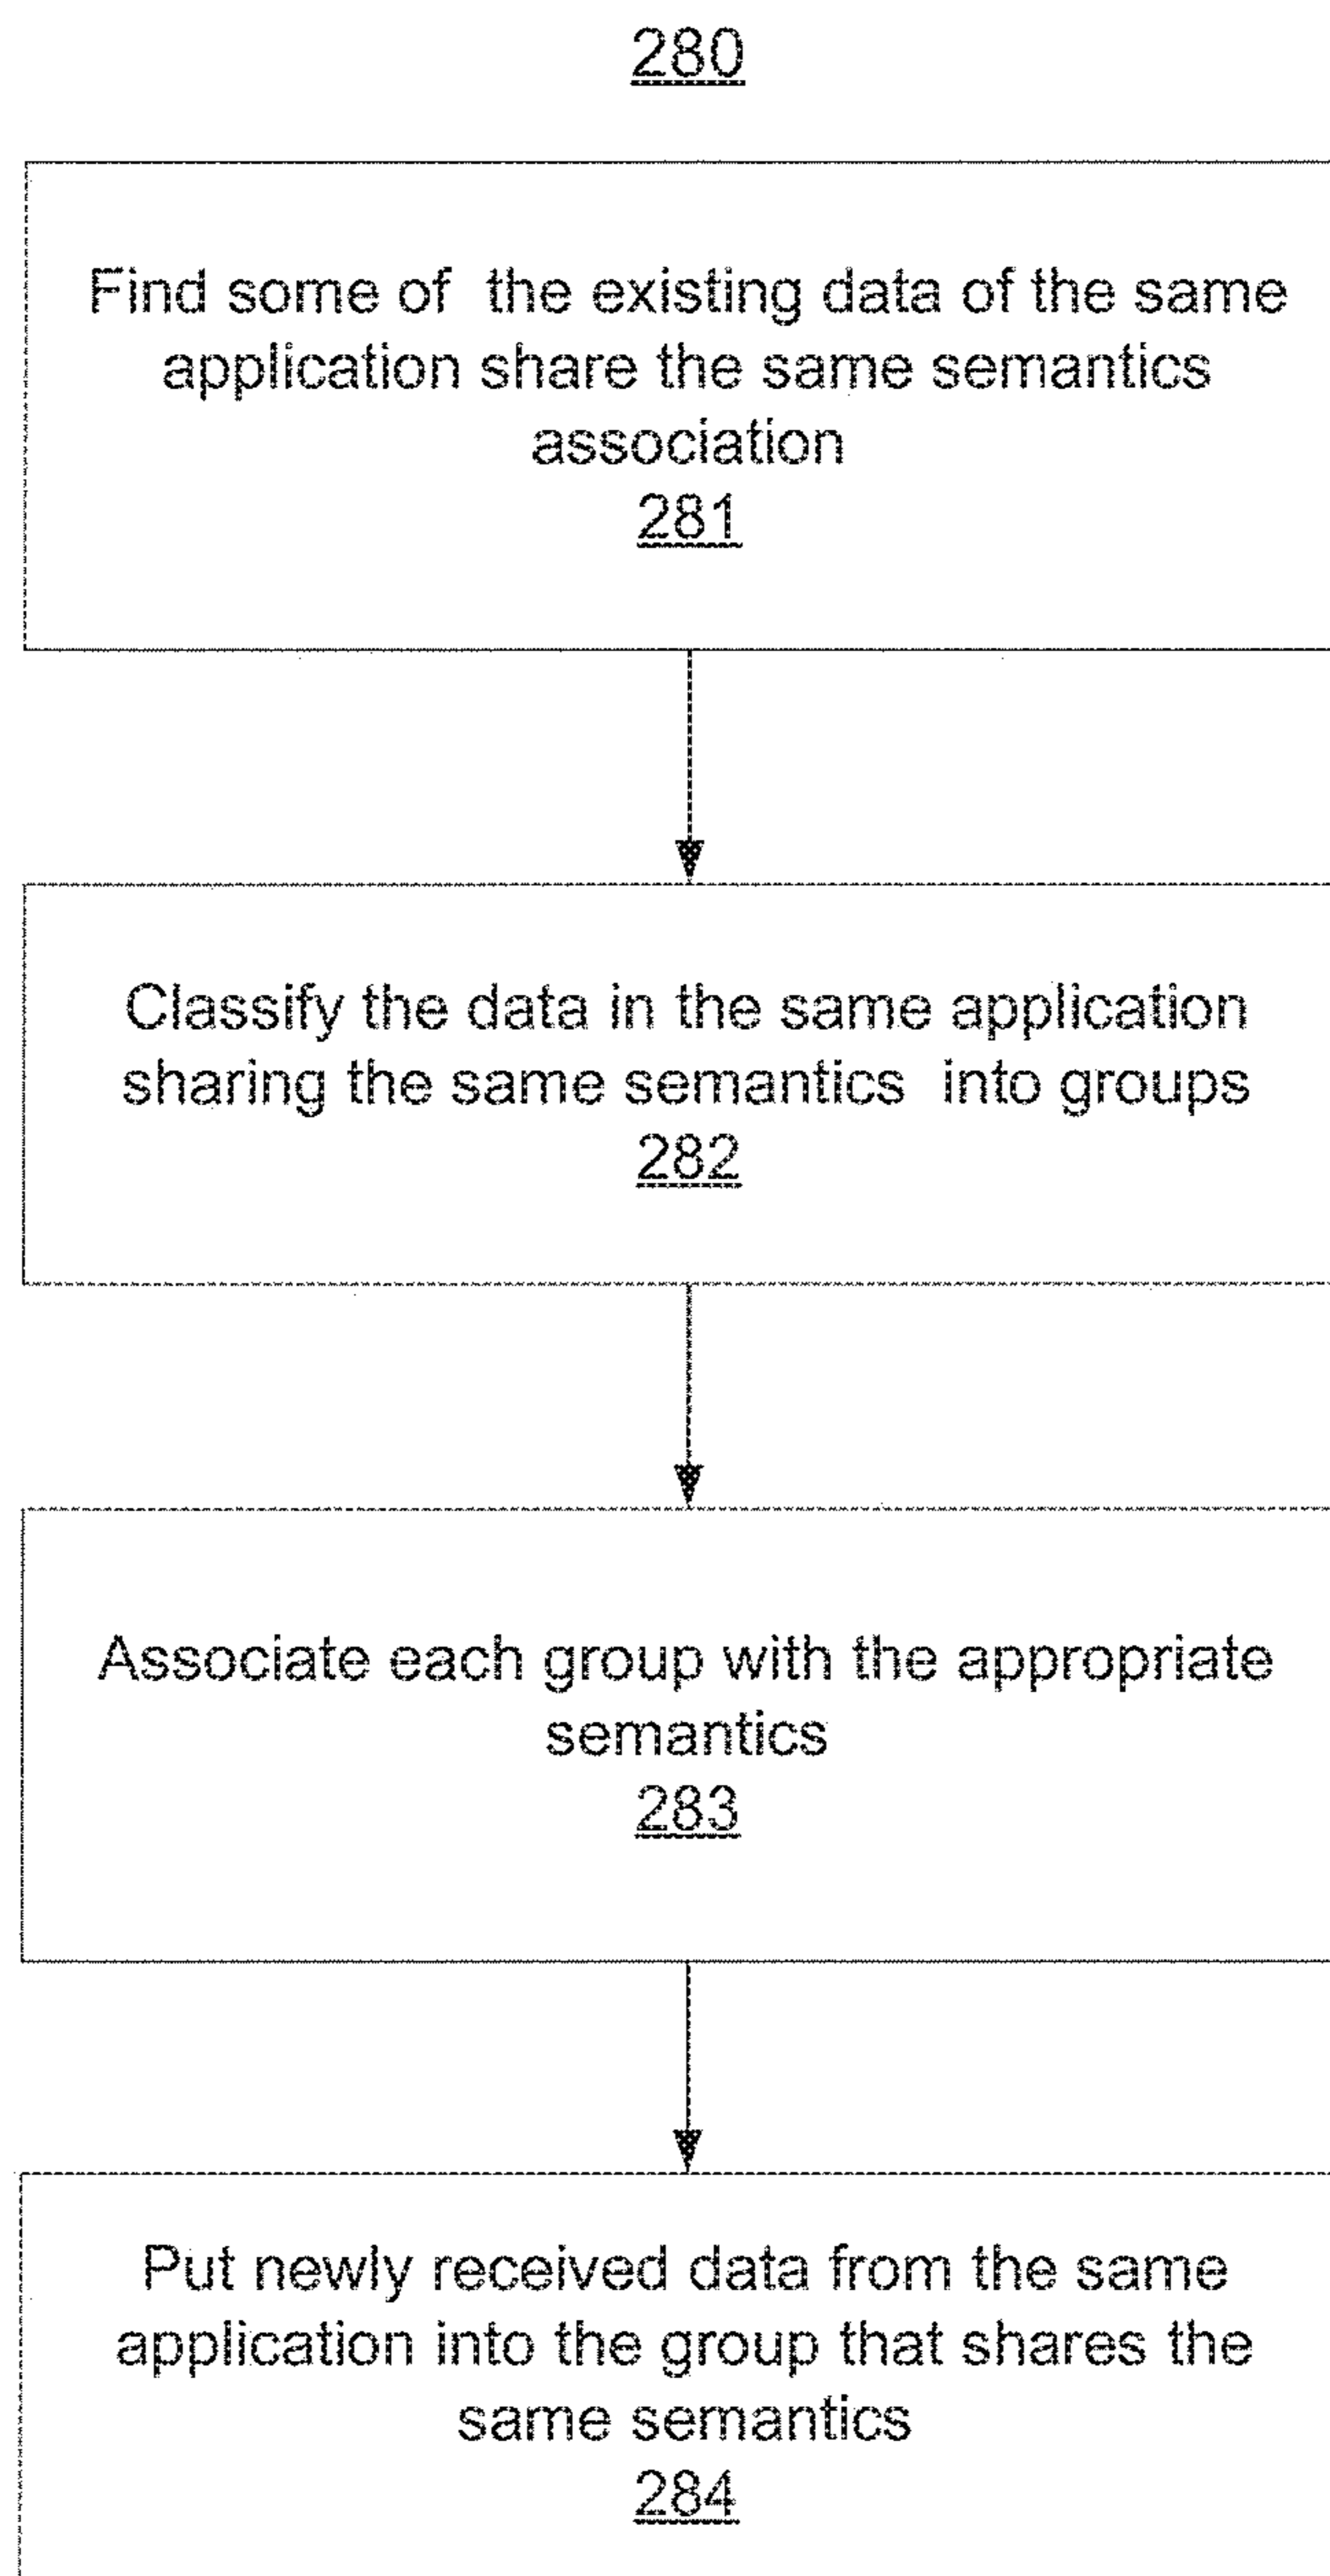 280
Find some of the existing data of the same
application share the same semantics
association
281
Classify the data in the same application
sharing the same semantics into groups
282
Associate each group with the appropriate
semantics
283
Put newly received data from the same
application into the group that shares the
same semantics
284